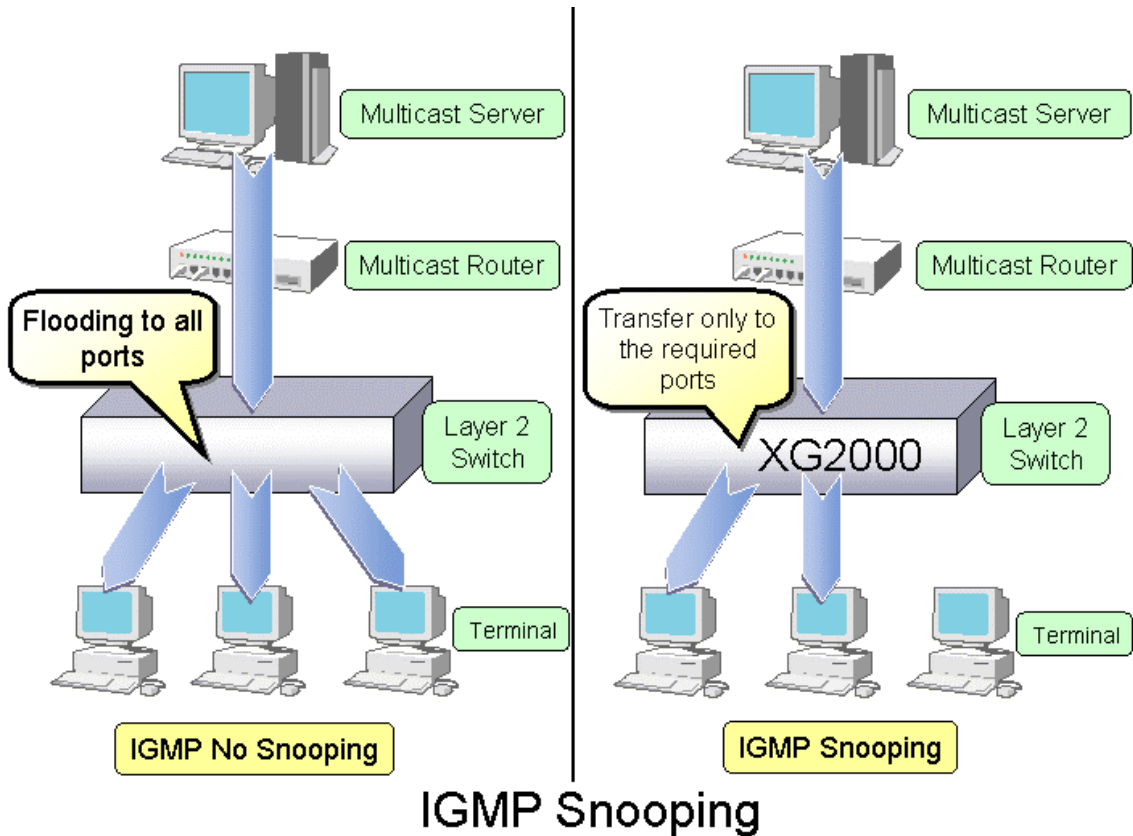 Multicast Server
Multicast Router
Flooding to all
ports
Layer 2
Switch
Terminal
IGMP No Snooping
Multicast Server
Multicast Router
Transfer only to
the required
ports
XG2000
Layer 2
Switch
Terminal
IGMP Snooping
IGMP Snooping